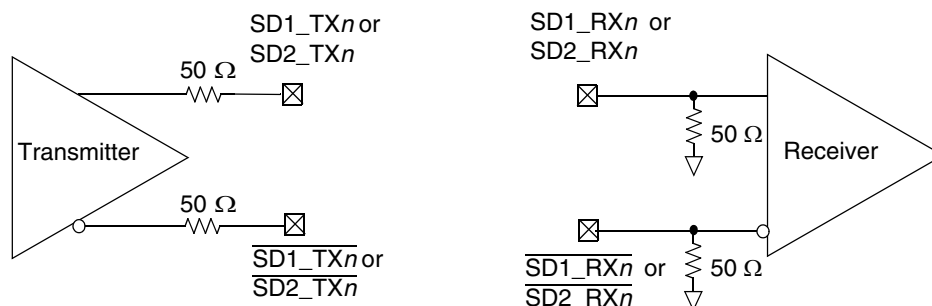 SD1_TXn or
SD2_TXn
50 Ω
Transmitter
50 Ω
SD1_TXn or
SD2_TXn
SD1_RXn or
SD2_RXn
50 Ω
Receiver
SD1_RXn or
SD2_RXn
50 Ω